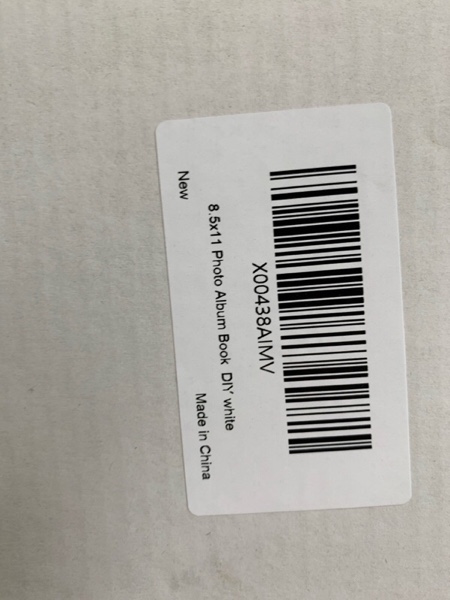 X00438AIMV
8.5x11 Photo Album Book DIY white
New
Made in China